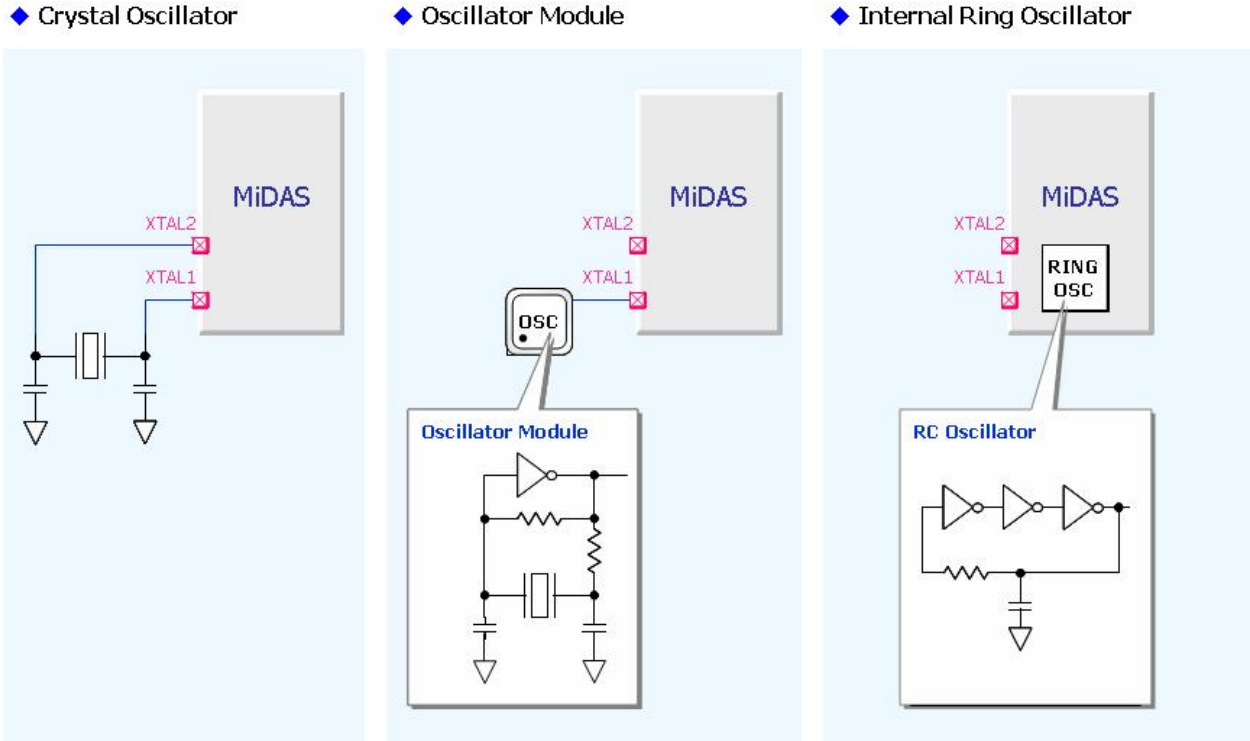 Crystal Oscillator
MiDAS
XTAL2
XTAL1
Oscillator Module
MiDAS
XTAL2
XTAL1
OSC
Oscillator Module
Internal Ring Oscillator
MiDAS
XTAL2
XTAL1
RING
OSC
RC Oscillator